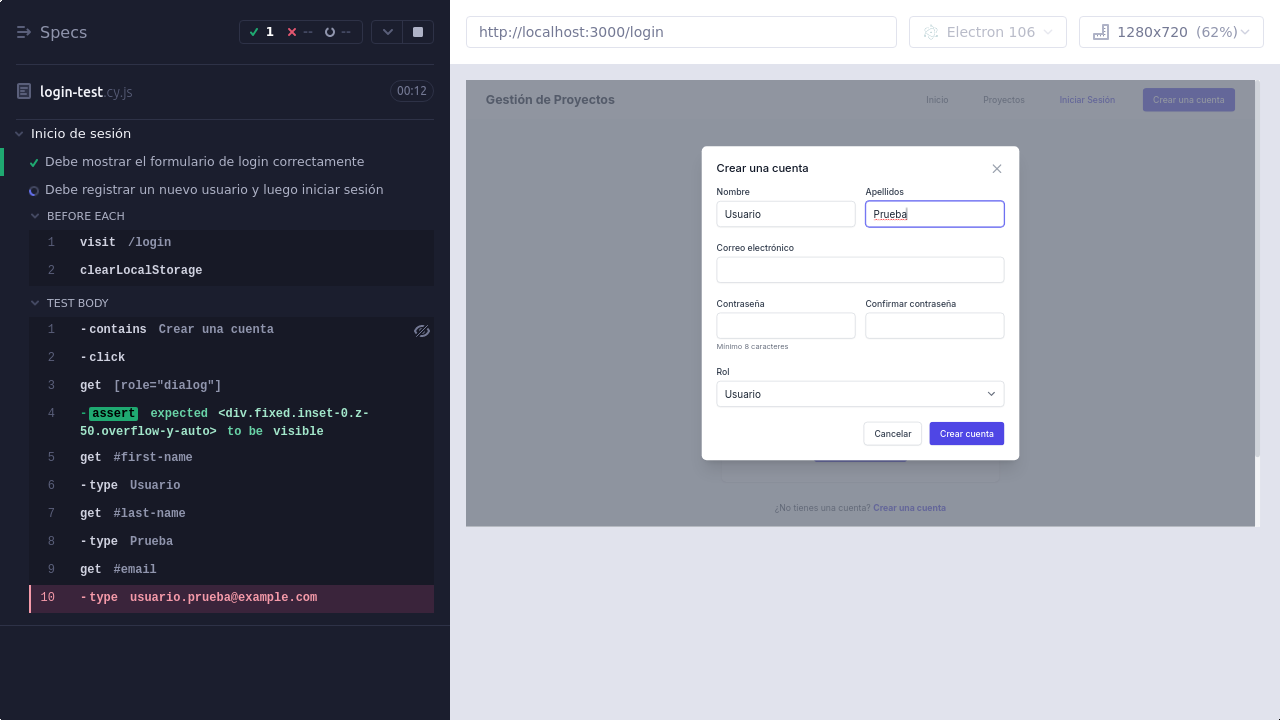 Specs
1
--
--
login-test.cy.js
00:12
Inicio de sesión
Debe mostrar el formulario de login correctamente
Debe registrar un nuevo usuario y luego iniciar sesión
BEFORE EACH
1 visit /login
2 clearLocalStorage
TEST BODY
1 -contains Crear una cuenta
2 -click
3 get [role="dialog"]
4 -assert expected <div.fixed.inset-0.z-
50.overflow-y-auto> to be visible
5 get #first-name
6 -type Usuario
7 get #last-name
8 -type Prueba
9 get #email
10 -type usuario.prueba@example.com
http://localhost:3000/login
Electron 106
1280x720 (62%)
Gestión de Proyectos
Inicio
Proyectos
Iniciar Sesión
Crear una cuenta
Crear una cuenta
Nombre
Apellidos
Usuario
Prueba
Correo electrónico
Contraseña
Confirmar contraseña
Mínimo 8 caracteres
Rol
Usuario
Cancelar
Crear cuenta
¿No tienes una cuenta? Crear una cuenta